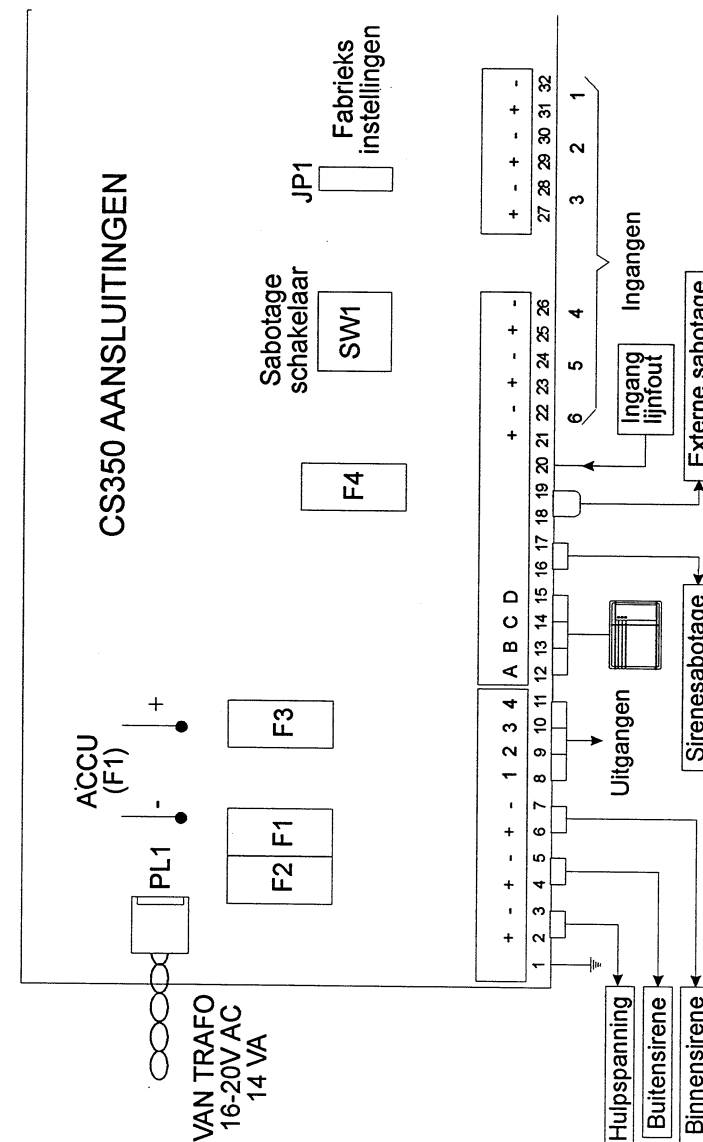 CS350 AANSLUITINGEN
VAN TRAFO
16-20V AC
14 VA
PL1
ACCU
(F1)
- +
F2 F1 F3 F4
Sabotage
schakelaar
SW1
JP1
Fabrieks
instellingen
+ - + - + - 1 2 3 4 A B C D + - + - + - + - + - + -
1 2 3 4 5 6 7 8 9 10 11 12 13 14 15 16 17 18 19 20 21 22 23 24 25 26 27 28 29 30 31 32
6 5 4 3 2 1
Ingangen
Uitgangen
Ingang
lijnfout
Hulpspanning
Buitensirene
Binnensirene
Sirenesabotage
Externe sabotage